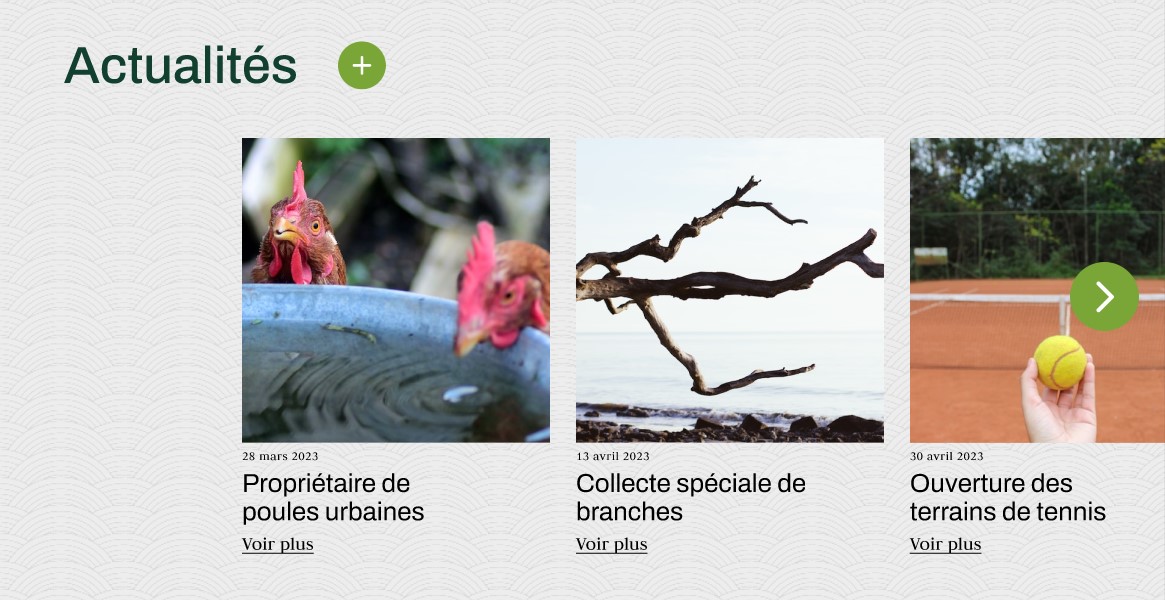 Actualités
28 mars 2023
Propriétaire de
poules urbaines
Voir plus
13 avril 2023
Collecte spéciale de
branches
Voir plus
30 avril 2023
Ouverture des
terrains de tennis
Voir plus